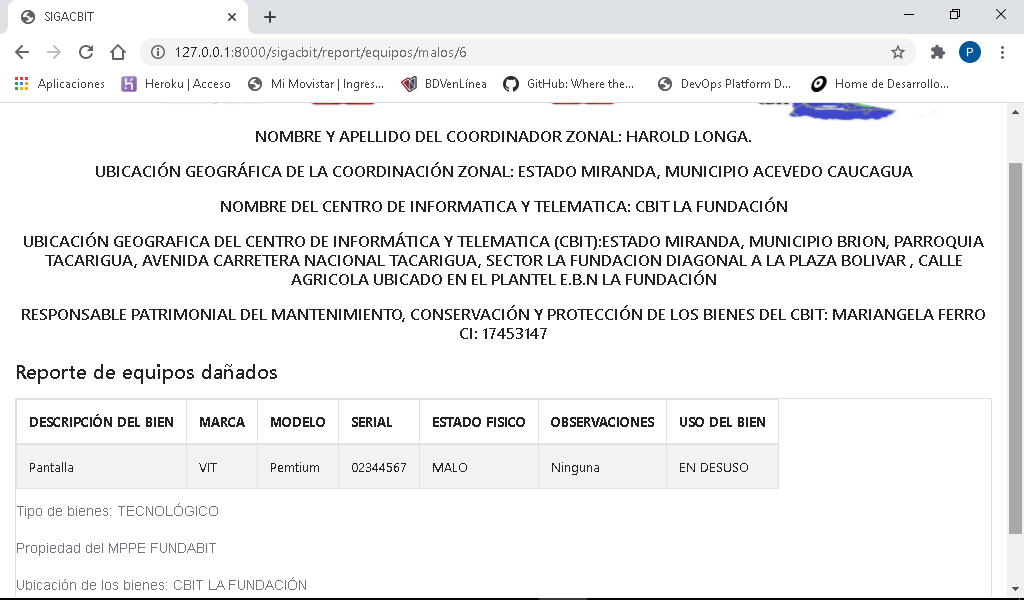 SIGACBIT
127.0.0.1:8000/sigacbit/report/equipos/malos/6
P
Aplicaciones
Heroku | Acceso
Mi Movistar | Ingres...
BDVenLínea
GitHub: Where the...
DevOps Platform D...
Home de Desarrollo...
NOMBRE Y APELLIDO DEL COORDINADOR ZONAL: HAROLD LONGA.
UBICACIÓN GEOGRÁFICA DE LA COORDINACIÓN ZONAL: ESTADO MIRANDA, MUNICIPIO ACEVEDO CAUCAGUA
NOMBRE DEL CENTRO DE INFORMATICA Y TELEMATICA: CBIT LA FUNDACIÓN
UBICACIÓN GEOGRAFICA DEL CENTRO DE INFORMÁTICA Y TELEMATICA (CBIT):ESTADO MIRANDA, MUNICIPIO BRION, PARROQUIA
TACARIGUA, AVENIDA CARRETERA NACIONAL TACARIGUA, SECTOR LA FUNDACION DIAGONAL A LA PLAZA BOLIVAR , CALLE
AGRICOLA UBICADO EN EL PLANTEL E.B.N LA FUNDACIÓN
RESPONSABLE PATRIMONIAL DEL MANTENIMIENTO, CONSERVACIÓN Y PROTECCIÓN DE LOS BIENES DEL CBIT: MARIANGELA FERRO
CI: 17453147
Reporte de equipos dañados
DESCRIPCIÓN DEL BIEN MARCA MODELO SERIAL ESTADO FISICO OBSERVACIONES USO DEL BIEN
Pantalla VIT Pemtium 02344567 MALO Ninguna EN DESUSO
Tipo de bienes: TECNOLÓGICO
Propiedad del MPPE FUNDABIT
Ubicación de los bienes: CBIT LA FUNDACIÓN